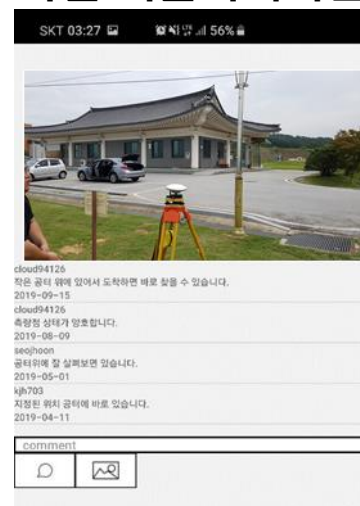 SKT 03:27 56%
cloud94126
작은 공터 위에 있어서 도착하면 바로 찾을 수 있습니다.
2019-09-15
cloud94126
측량점 상태가 양호합니다.
2019-08-09
seojhoon
공터위에 잘 살펴보면 있습니다.
2019-05-01
kjh703
지정된 위치 공터에 바로 있습니다.
2019-04-11
comment